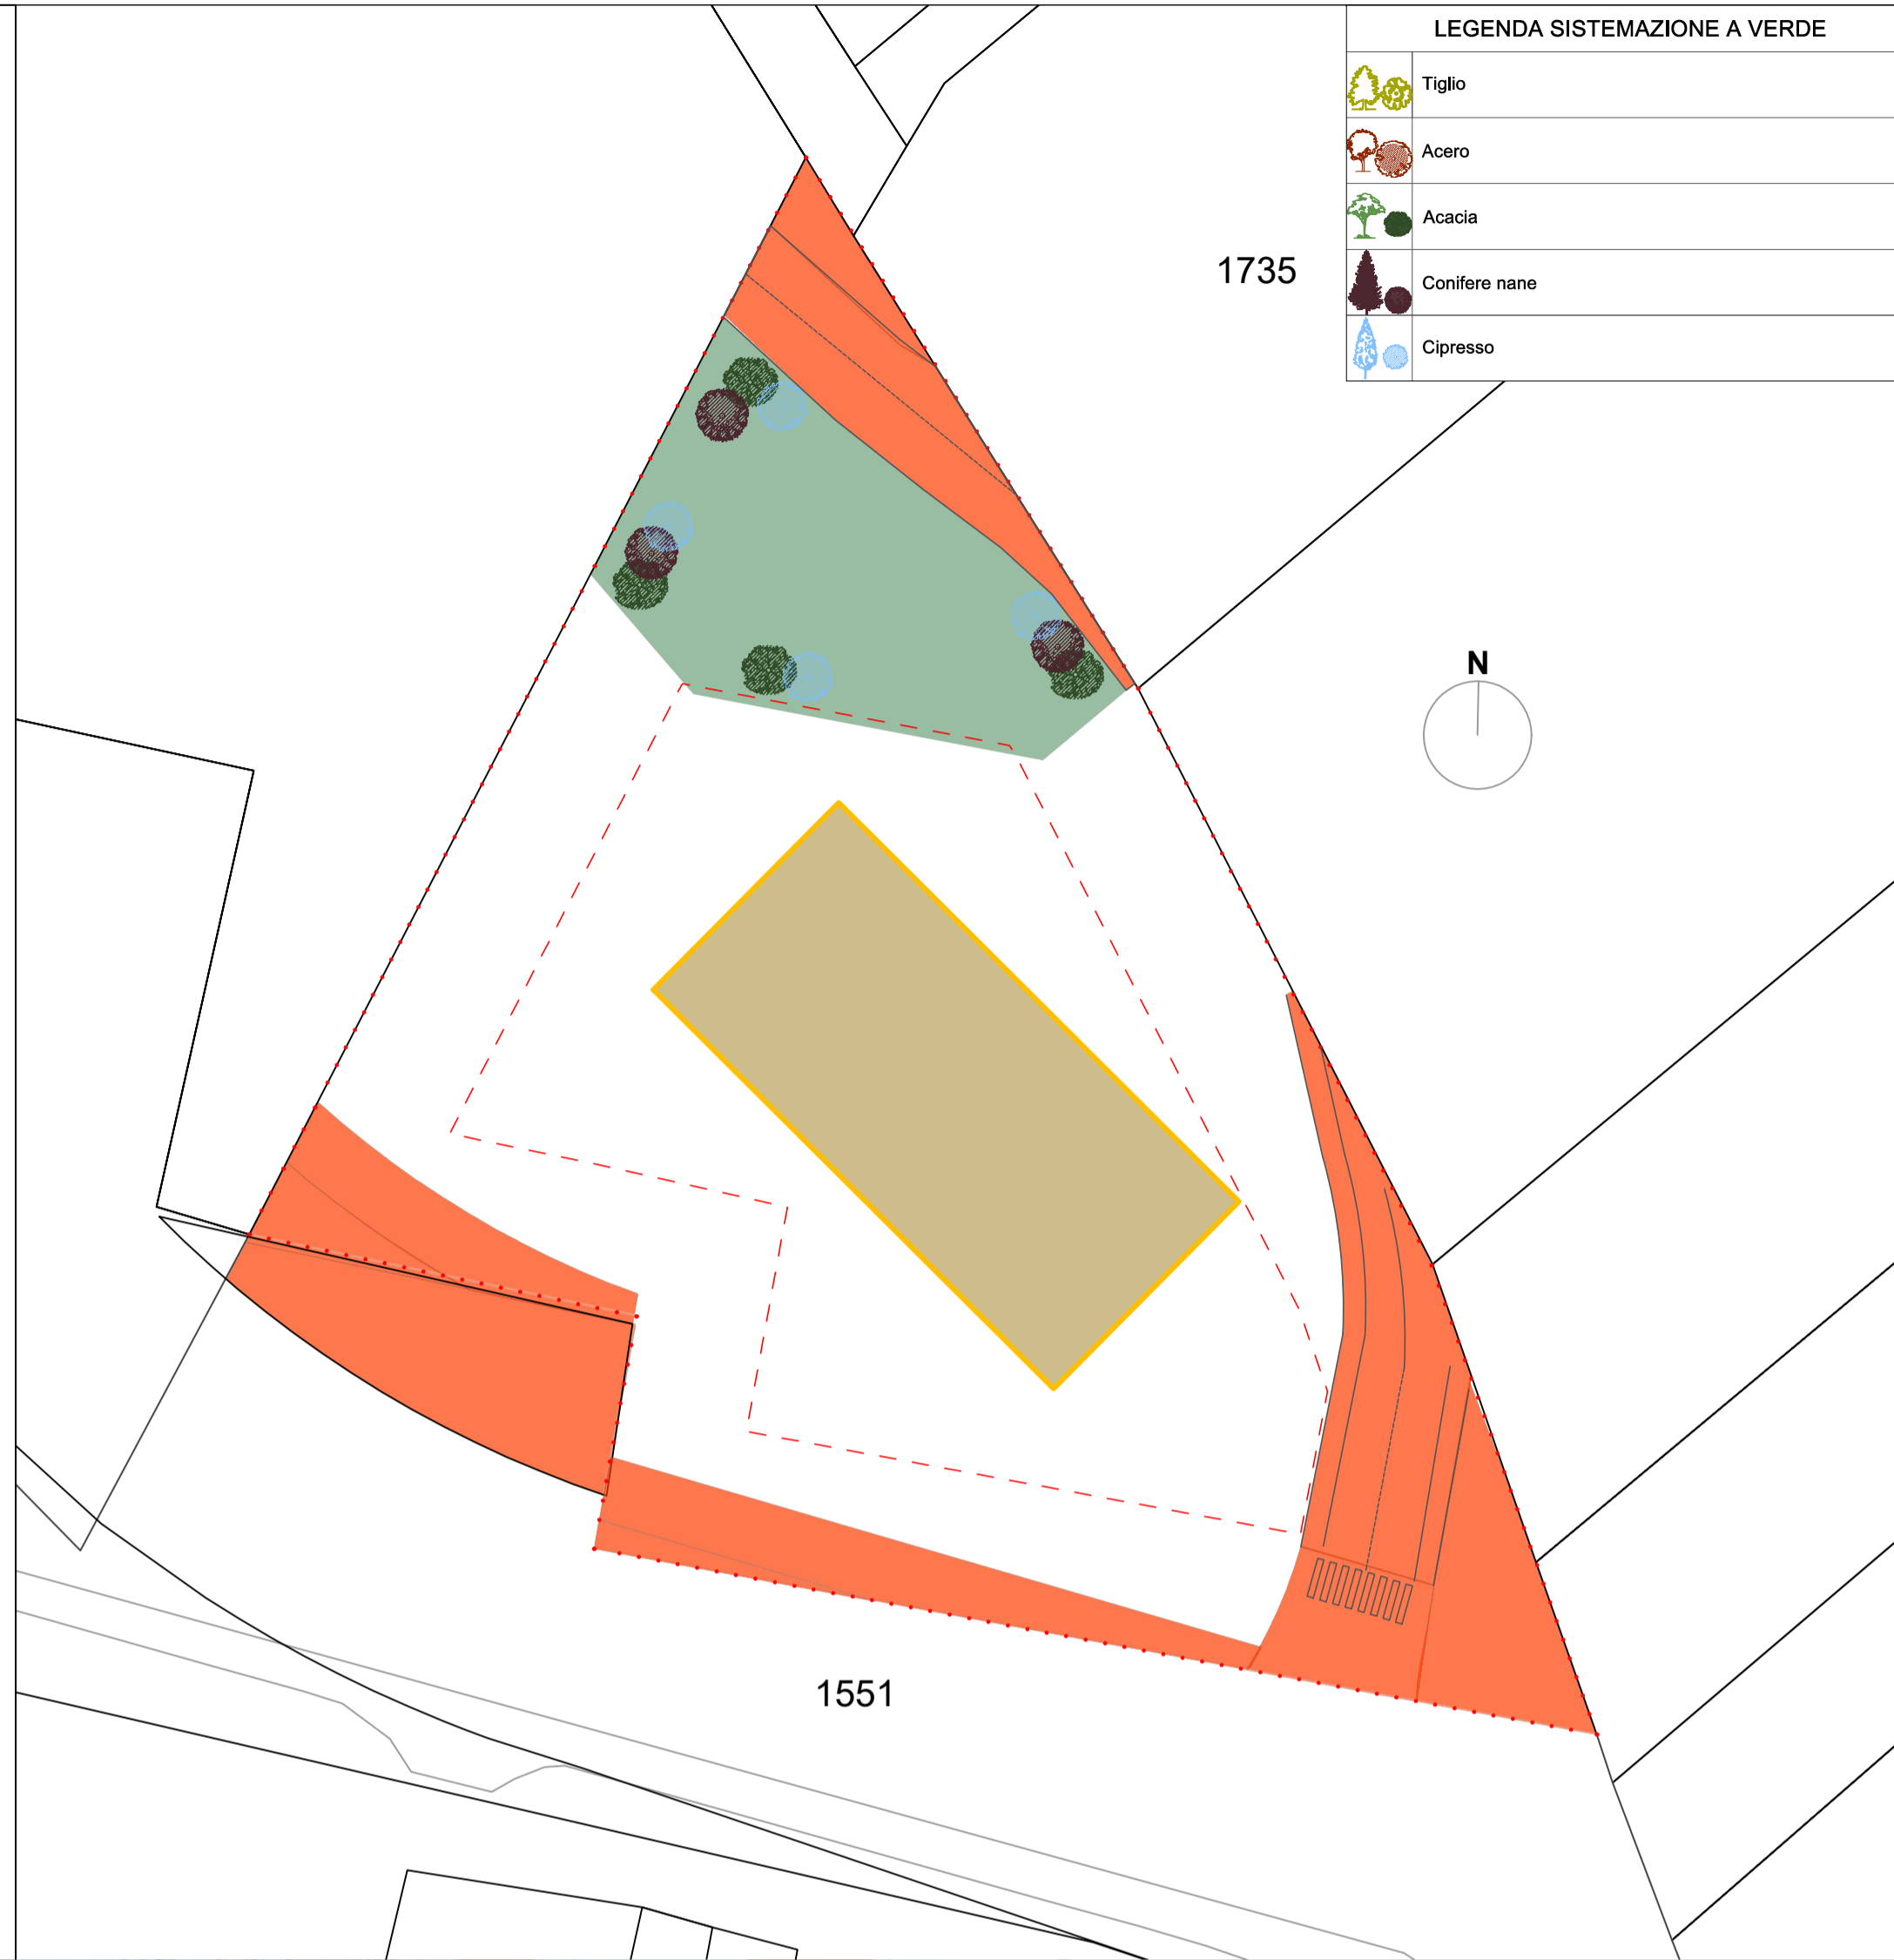 LEGENDA SISTEMAZIONE A VERDE
Tiglio
Acero
Acacia
Conifere nane
Cipresso
1735
N
1551